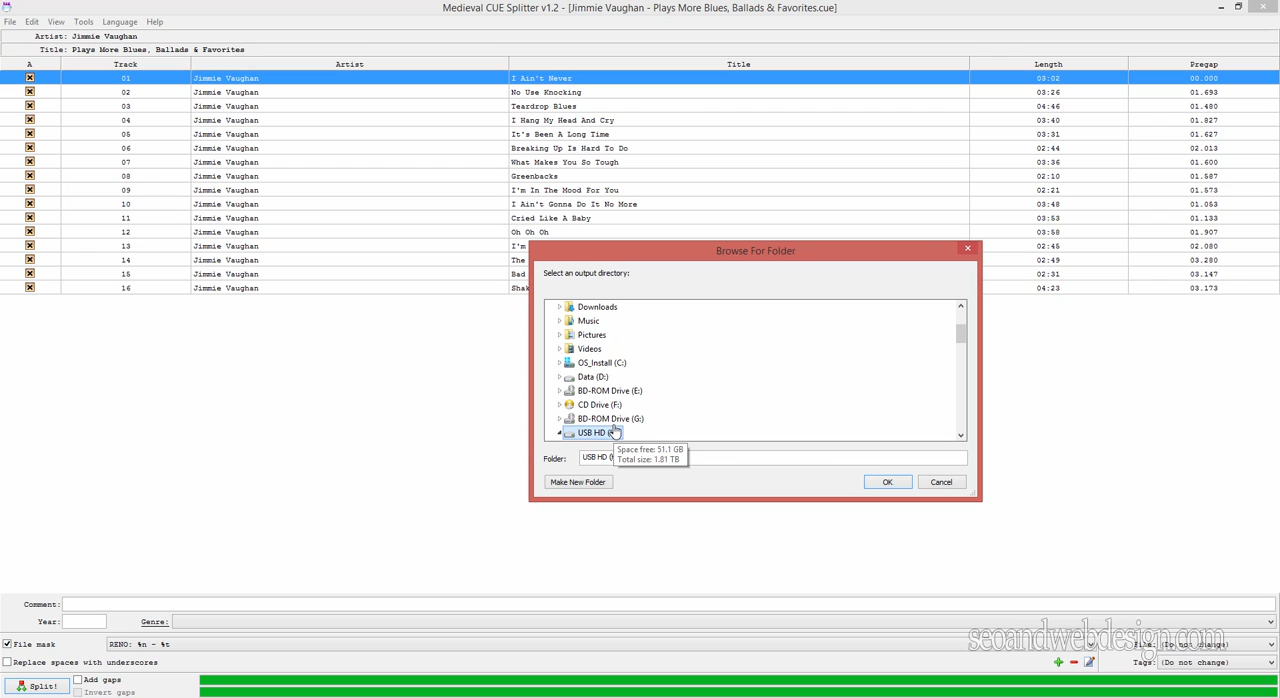 Medieval CUE Splitter v1.2 - [Jimmie Vaughan - Plays More Blues, Ballads & Favorites.cue]
File Edit View Tools Language Help
Artist: Jimmie Vaughan
Title: Plays More Blues, Ballads & Favorites
A Track Artist Title Length Pregap
01 Jimmie Vaughan I Ain't Never 03:02 00.000
02 Jimmie Vaughan No Use Knocking 03:26 01.693
03 Jimmie Vaughan Teardrop Blues 04:46 01.480
04 Jimmie Vaughan I Hang My Head And Cry 03:40 01.827
05 Jimmie Vaughan It's Been A Long Time 03:31 01.627
06 Jimmie Vaughan Breaking Up Is Hard To Do 02:44 02.013
07 Jimmie Vaughan What Makes You So Tough 03:36 01.600
08 Jimmie Vaughan Greenbacks 02:10 01.587
09 Jimmie Vaughan I'm In The Mood For You 02:21 01.573
10 Jimmie Vaughan I Ain't Gonna Do It No More 03:48 01.053
11 Jimmie Vaughan Cried Like A Baby 03:53 01.133
12 Jimmie Vaughan Oh Oh Oh 03:58 01.907
13 Jimmie Vaughan I'm 02:45 02.080
14 Jimmie Vaughan The 02:49 03.280
15 Jimmie Vaughan Bad 02:31 03.147
16 Jimmie Vaughan Shak 04:23 03.173
Browse For Folder
Select an output directory:
Downloads
Music
Pictures
Videos
OS_Install (C:)
Data (D:)
BD-ROM Drive (E:)
CD Drive (F:)
BD-ROM Drive (G:)
USB HD
Space free: 51.1 GB
Total size: 1.81 TB
Folder: USB HD
Make New Folder OK Cancel
Comment:
Year: Genre:
seoandwebdesign.com
File mask RENO: %n - %t File: (Do not change)
Replace spaces with underscores Tags: (Do not change)
Split! Add gaps
Invert gaps